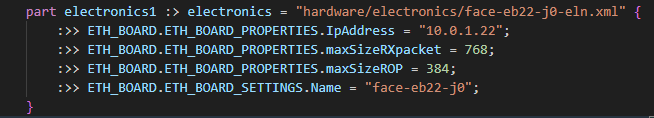 part electronics1 :> electronics = "hardware/electronics/face-eb22-j0-eln.xml" {
:>> ETH_BOARD.ETH_BOARD_PROPERTIES.IpAddress = "10.0.1.22";
:>> ETH_BOARD.ETH_BOARD_PROPERTIES.maxSizeRXpacket = 768;
:>> ETH_BOARD.ETH_BOARD_PROPERTIES.maxSizeROP = 384;
:>> ETH_BOARD.ETH_BOARD_SETTINGS.Name = "face-eb22-j0";
}